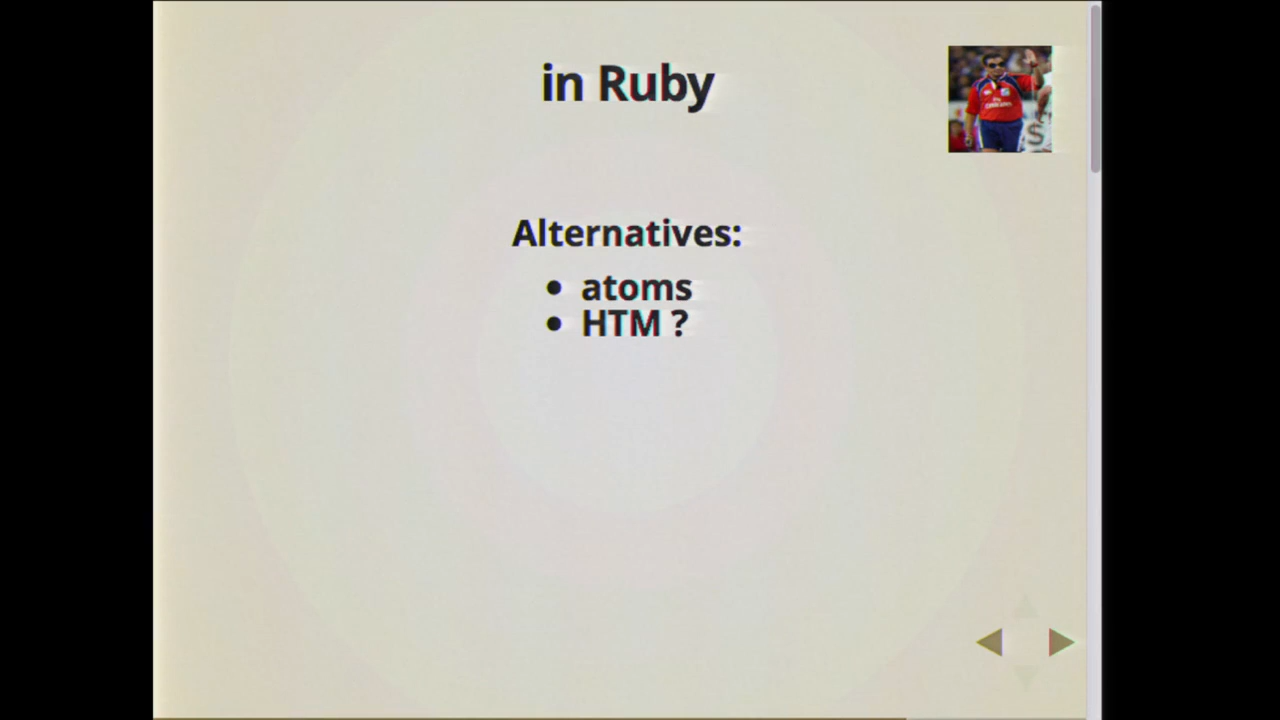 in Ruby
Alternatives:
• atoms
• HTM ?